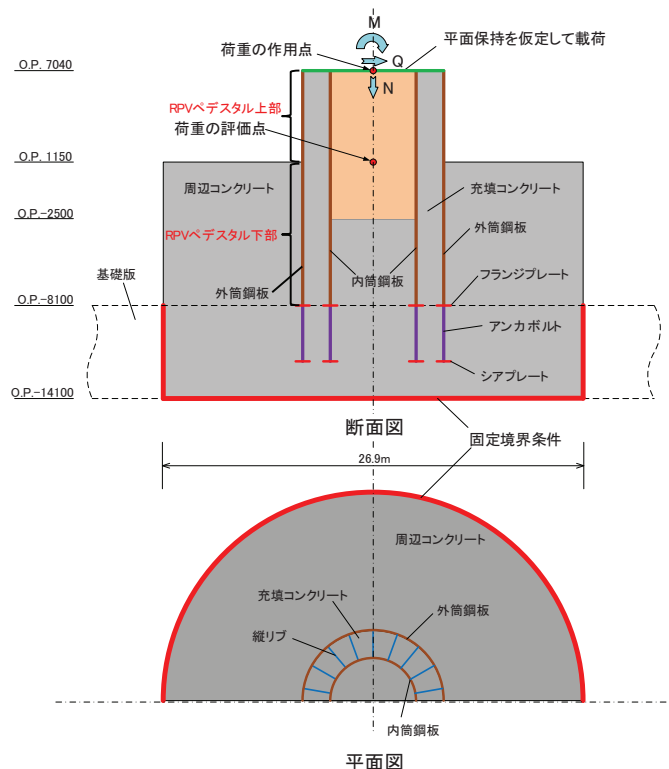 M
荷重の作用点
平面保持を仮定して載荷
Q
O.P. 7040
N
RPVペデスタル上部
荷重の評価点
O.P. 1150
周辺コンクリート
充填コンクリート
O.P.-2500
RPVペデスタル下部
外筒鋼板
基礎版
内筒鋼板
外筒鋼板
フランジプレート
O.P.-8100
アンカボルト
シアプレート
O.P.-14100
断面図
固定境界条件
26.9m
周辺コンクリート
充填コンクリート
外筒鋼板
縦リブ
内筒鋼板
平面図